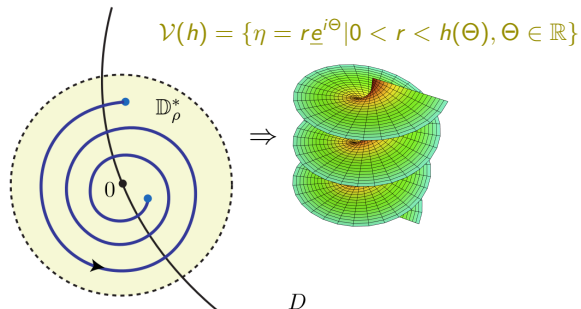 𝒱(h) = {η = re̲^{iΘ}|0 < r < h(Θ), Θ ∈ ℝ}
𝔻*_ρ
⇒
0
D